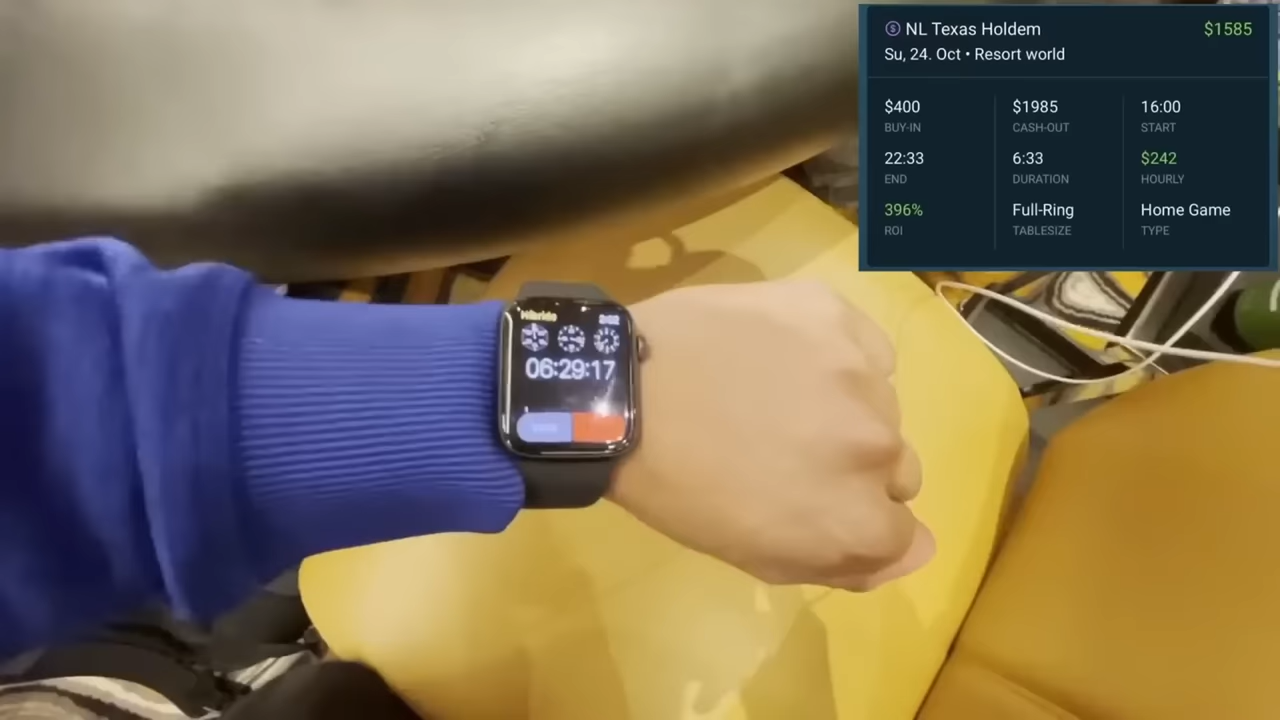 NL Texas Holdem
$1585
Su, 24. Oct • Resort world
$400
$1985
16:00
BUY-IN
CASH-OUT
START
22:33
6:33
$242
END
DURATION
HOURLY
396%
Full-Ring
Home Game
ROI
TABLESIZE
TYPE
06:29:17